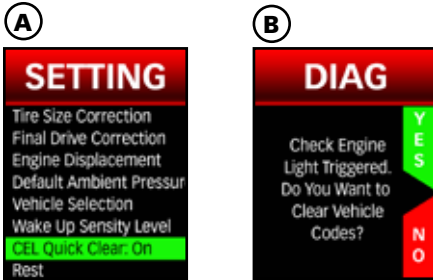 A
SETTING
Tire Size Correction
Final Drive Correction
Engine Displacement
Default Ambient Pressur
Vehicle Selection
Wake Up Sensity Level
CEL Quick Clear: On
Rest
B
DIAG
Check Engine
Light Triggered.
Do You Want to
Clear Vehicle
Codes?
YES
NO